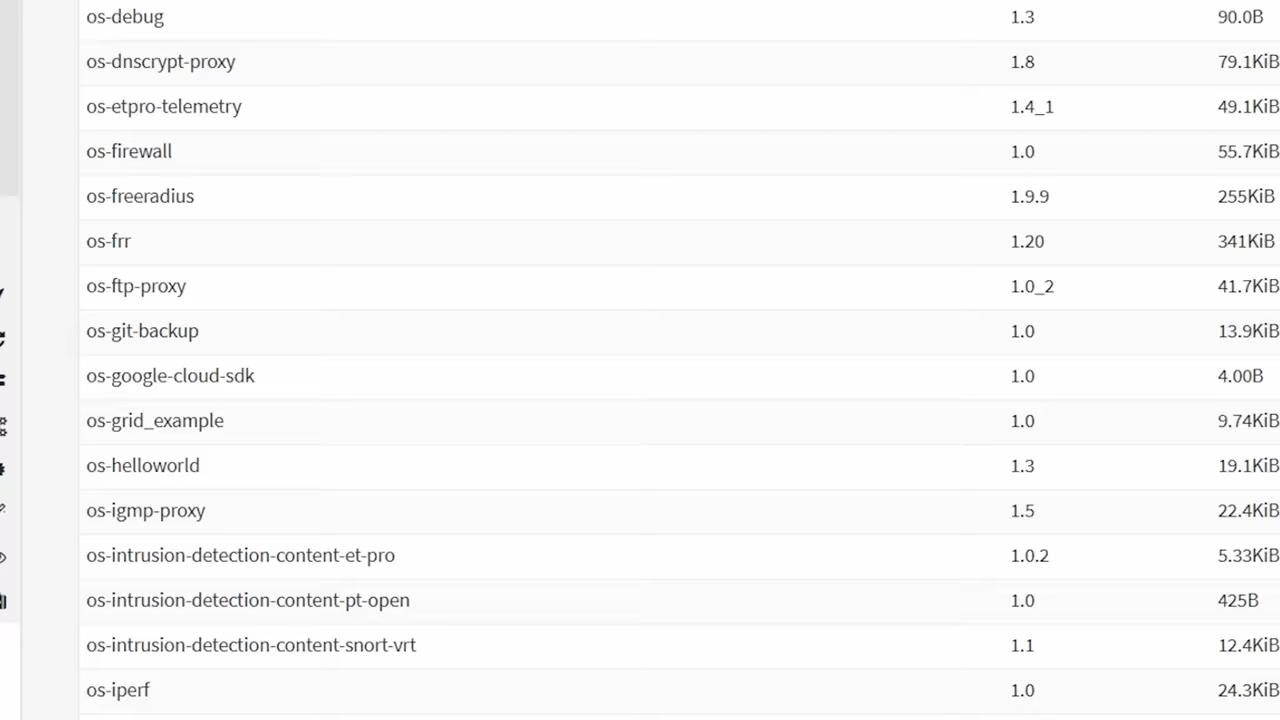 os-debug 1.3 90.0B
os-dnscrypt-proxy 1.8 79.1KiB
os-etpro-telemetry 1.4_1 49.1KiB
os-firewall 1.0 55.7KiB
os-freeradius 1.9.9 255KiB
os-frr 1.20 341KiB
os-ftp-proxy 1.0_2 41.7KiB
os-git-backup 1.0 13.9KiB
os-google-cloud-sdk 1.0 4.00B
os-grid_example 1.0 9.74KiB
os-helloworld 1.3 19.1KiB
os-igmp-proxy 1.5 22.4KiB
os-intrusion-detection-content-et-pro 1.0.2 5.33KiB
os-intrusion-detection-content-pt-open 1.0 425B
os-intrusion-detection-content-snort-vrt 1.1 12.4KiB
os-iperf 1.0 24.3KiB